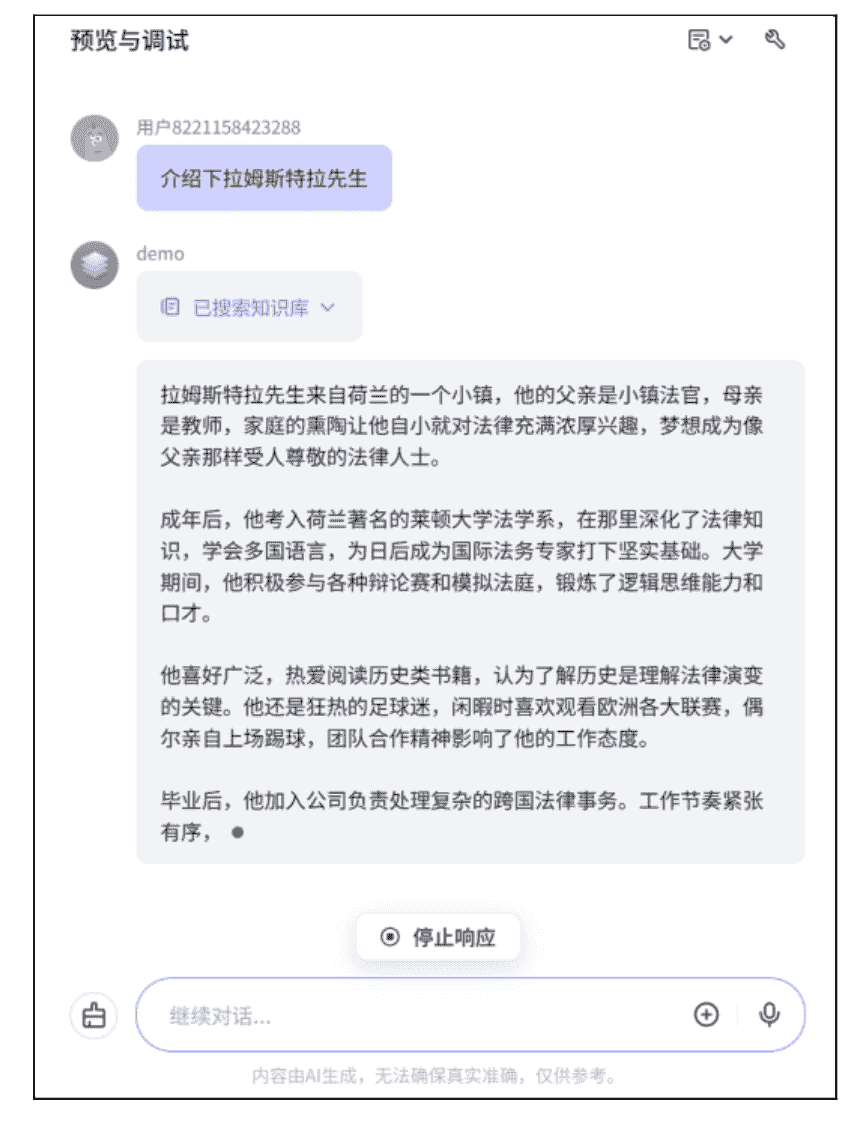 预览与调试
用户8221158423288
介绍下拉姆斯特拉先生
demo
已搜索知识库
拉姆斯特拉先生来自荷兰的一个小镇，他的父亲是小镇法官，母亲
是教师，家庭的熏陶让他自小就对法律充满浓厚兴趣，梦想成为像
父亲那样受人尊敬的法律人士。
成年后，他考入荷兰著名的莱顿大学法学系，在那里深化了法律知
识，学会多国语言，为日后成为国际法务专家打下坚实基础。大学
期间，他积极参与各种辩论赛和模拟法庭，锻炼了逻辑思维能力和
口才。
他喜好广泛，热爱阅读历史类书籍，认为了解历史是理解法律演变
的关键。他还是狂热的足球迷，闲暇时喜欢观看欧洲各大联赛，偶
尔亲自上场踢球，团队合作精神影响了他的工作态度。
毕业后，他加入公司负责处理复杂的跨国法律事务。工作节奏紧张
有序，
停止响应
继续对话...
内容由AI生成，无法确保真实准确，仅供参考。